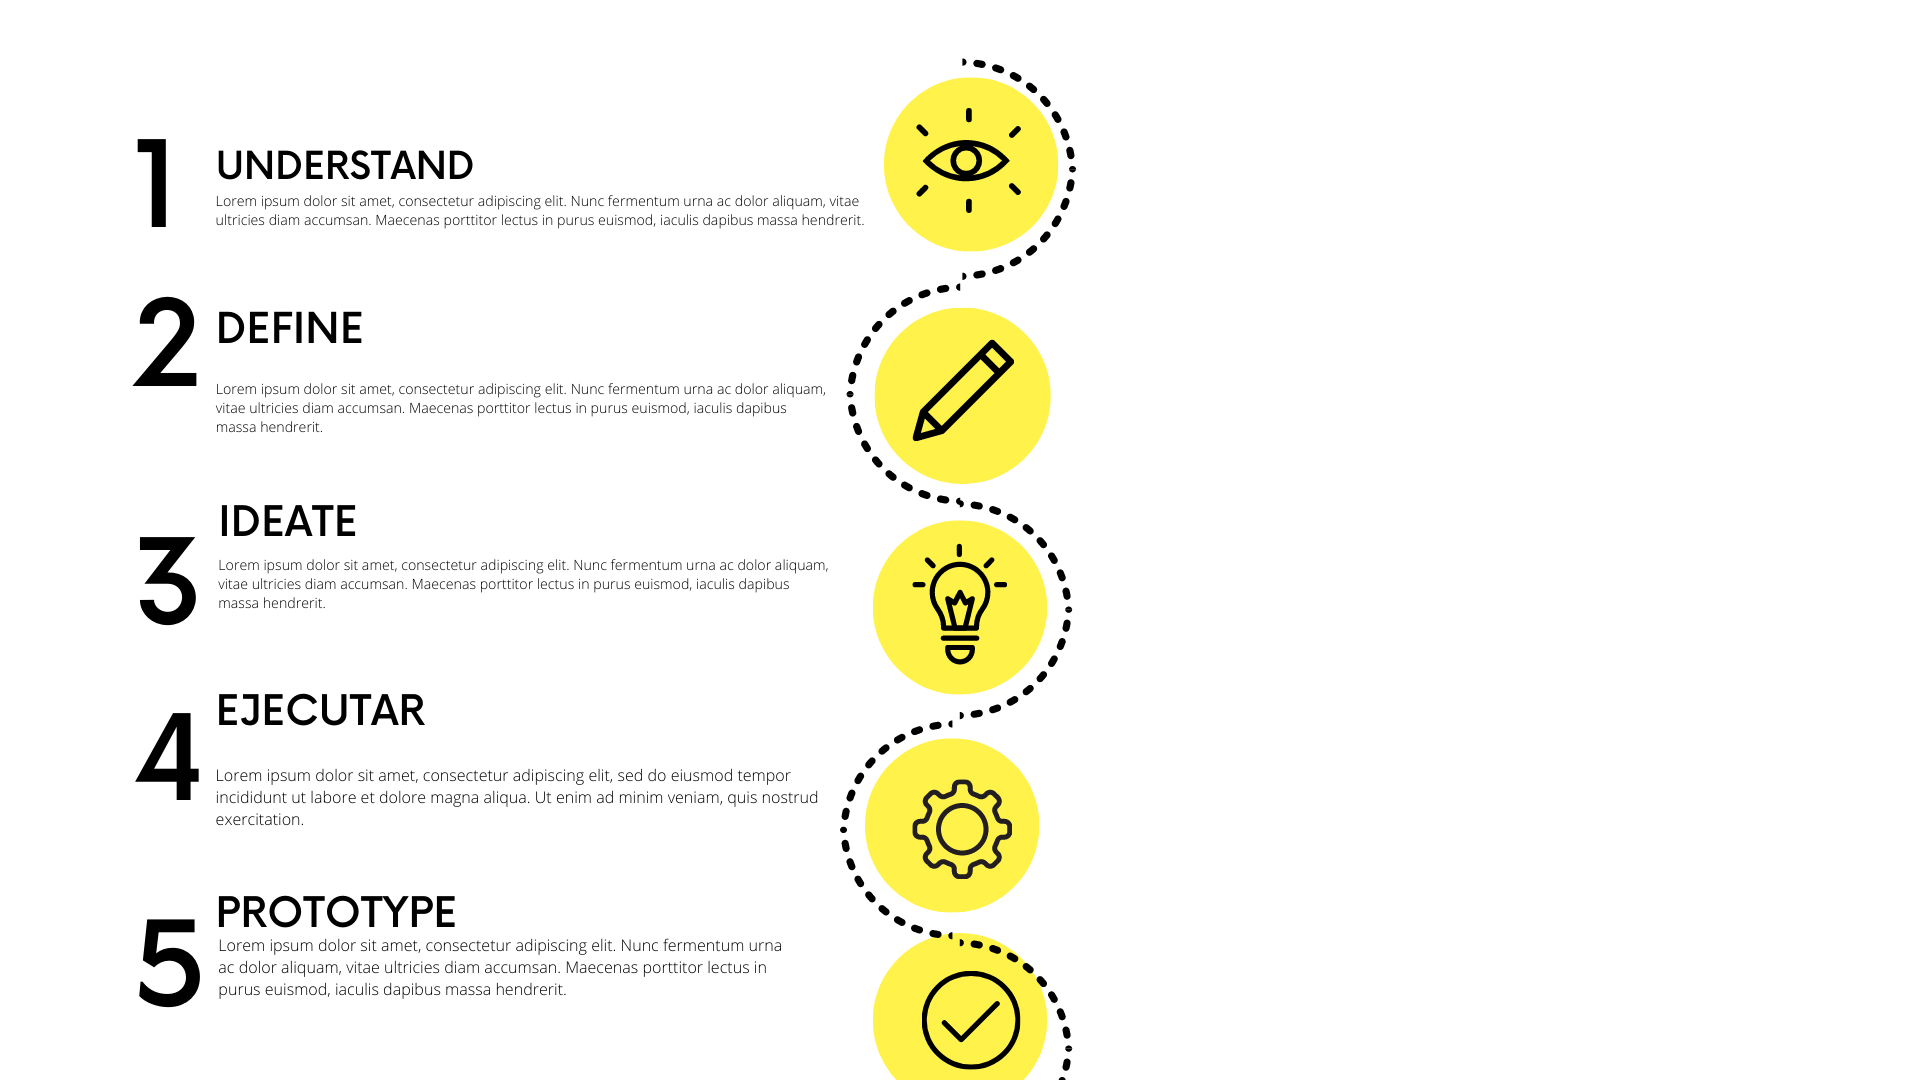 1
UNDERSTAND
Lorem ipsum dolor sit amet, consectetur adipiscing elit. Nunc fermentum urna ac dolor aliquam, vitae
ultricies diam accumsan. Maecenas porttitor lectus in purus euismod, iaculis dapibus massa hendrerit.
2
DEFINE
Lorem ipsum dolor sit amet, consectetur adipiscing elit. Nunc fermentum urna ac dolor aliquam,
vitae ultricies diam accumsan. Maecenas porttitor lectus in purus euismod, iaculis dapibus
massa hendrerit.
3
IDEATE
Lorem ipsum dolor sit amet, consectetur adipiscing elit. Nunc fermentum urna ac dolor aliquam,
vitae ultricies diam accumsan. Maecenas porttitor lectus in purus euismod, iaculis dapibus
massa hendrerit.
4
EJECUTAR
Lorem ipsum dolor sit amet, consectetur adipiscing elit, sed do eiusmod tempor
incididunt ut labore et dolore magna aliqua. Ut enim ad minim veniam, quis nostrud
exercitation.
5
PROTOTYPE
Lorem ipsum dolor sit amet, consectetur adipiscing elit. Nunc fermentum urna
ac dolor aliquam, vitae ultricies diam accumsan. Maecenas porttitor lectus in
purus euismod, iaculis dapibus massa hendrerit.